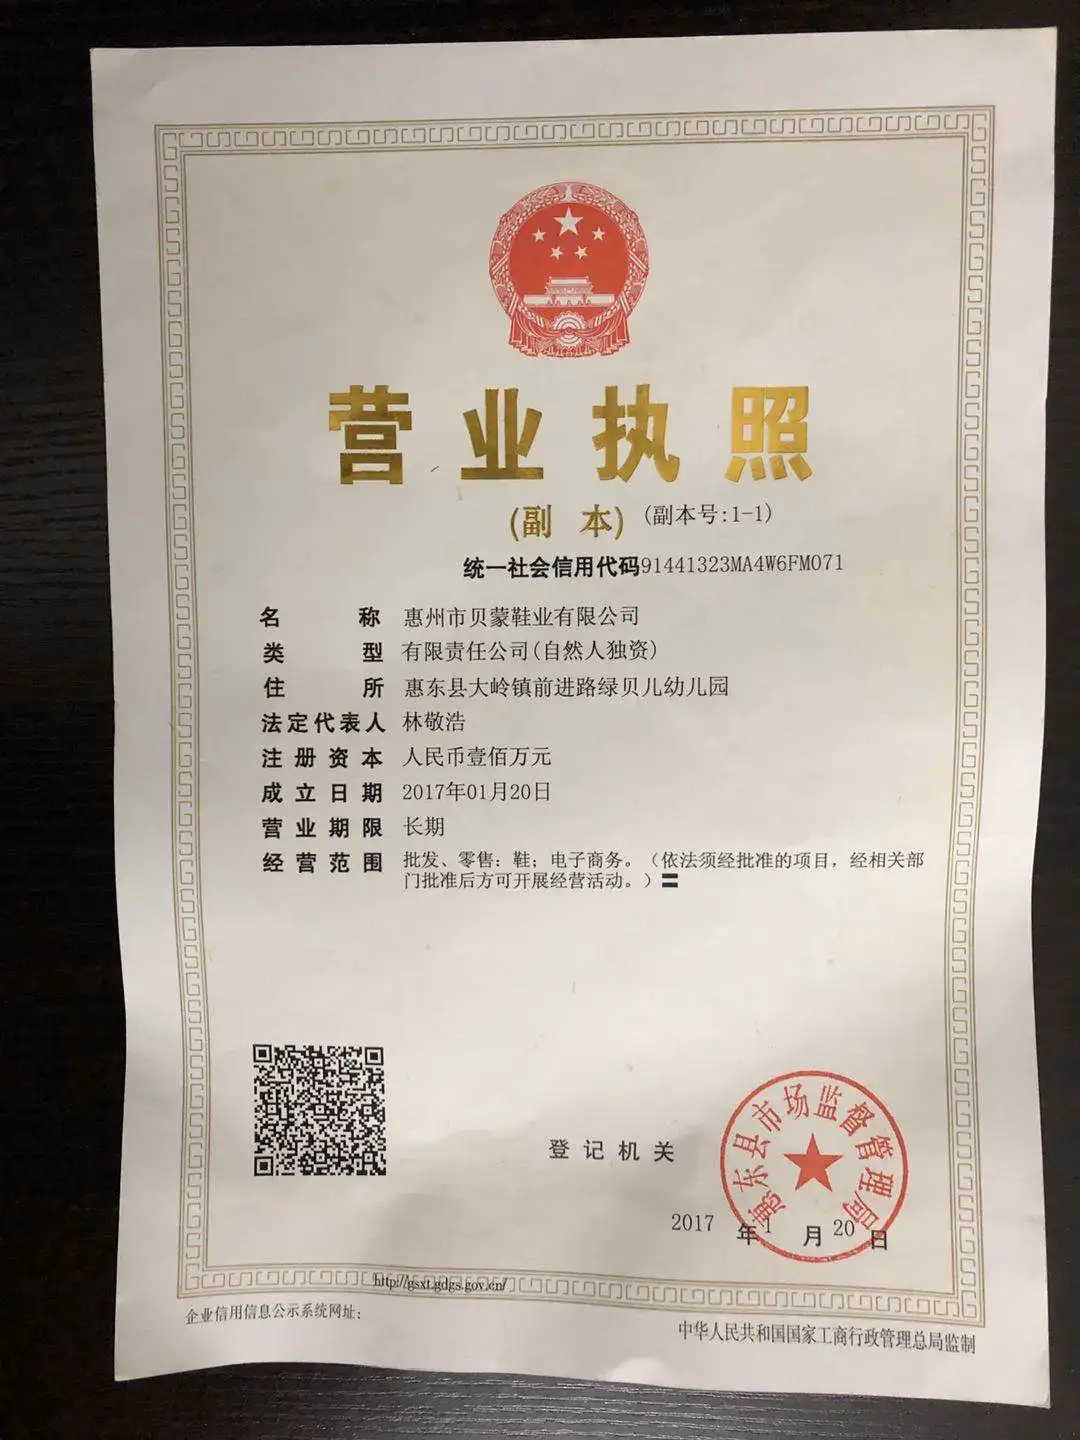 营业执照
(副 本) (副本号:1-1)
统一社会信用代码91441323MA4W6FM071
名 称 惠州市贝蒙鞋业有限公司
类 型 有限责任公司(自然人独资)
住 所 惠东县大岭镇前进路绿贝儿幼儿园
法定代表人 林敬浩
注册资本 人民币壹佰万元
成立日期 2017年01月20日
营业期限 长期
经营范围 批发、零售：鞋；电子商务。（依法须经批准的项目，经相关部
门批准后方可开展经营活动。）〓
登记机关
惠东县市场监督管理局
2017 年 1 月 20 日
http://gsxt.gdgs.gov.cn/
企业信用信息公示系统网址：
中华人民共和国国家工商行政管理总局监制